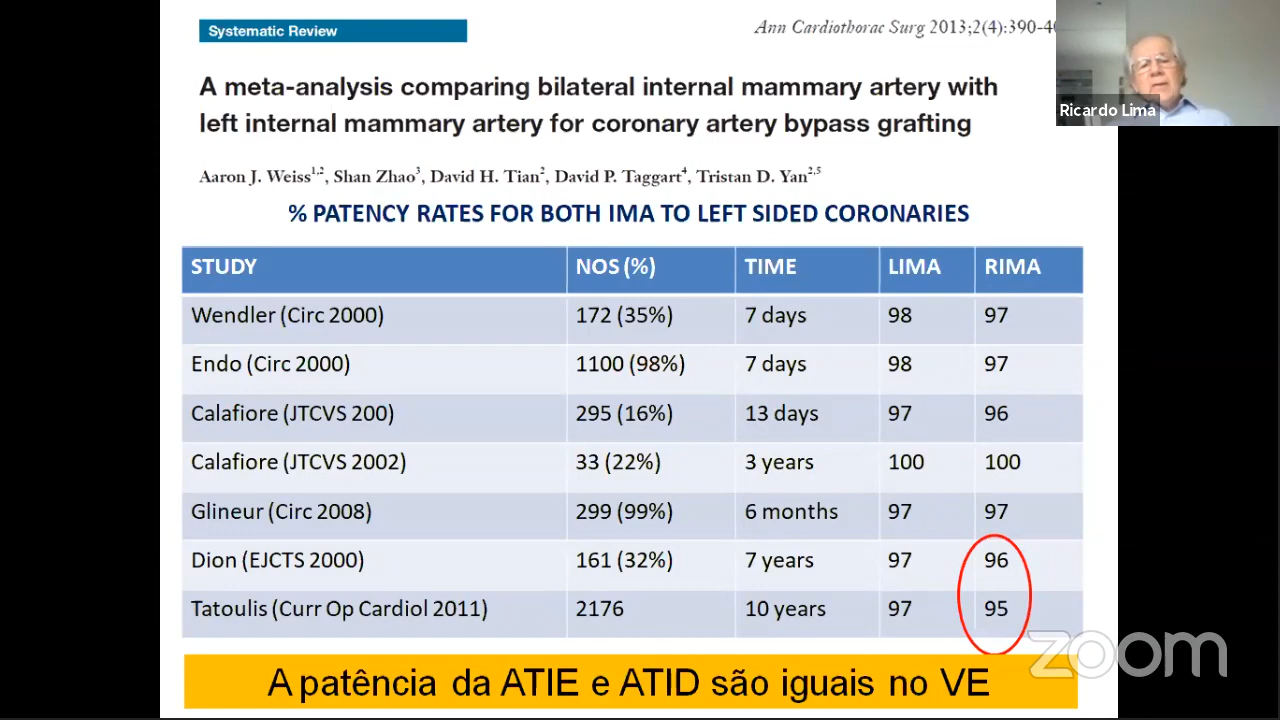 Systematic Review
Ann Cardiothorac Surg 2013;2(4):390-40
Ricardo Lima
A meta-analysis comparing bilateral internal mammary artery with
left internal mammary artery for coronary artery bypass grafting
Aaron J. Weiss1,2, Shan Zhao3, David H. Tian2, David P. Taggart4, Tristan D. Yan2,5
% PATENCY RATES FOR BOTH IMA TO LEFT SIDED CORONARIES
STUDY NOS (%) TIME LIMA RIMA
Wendler (Circ 2000) 172 (35%) 7 days 98 97
Endo (Circ 2000) 1100 (98%) 7 days 98 97
Calafiore (JTCVS 200) 295 (16%) 13 days 97 96
Calafiore (JTCVS 2002) 33 (22%) 3 years 100 100
Glineur (Circ 2008) 299 (99%) 6 months 97 97
Dion (EJCTS 2000) 161 (32%) 7 years 97 96
Tatoulis (Curr Op Cardiol 2011) 2176 10 years 97 95
zoom
A patência da ATIE e ATID são iguais no VE